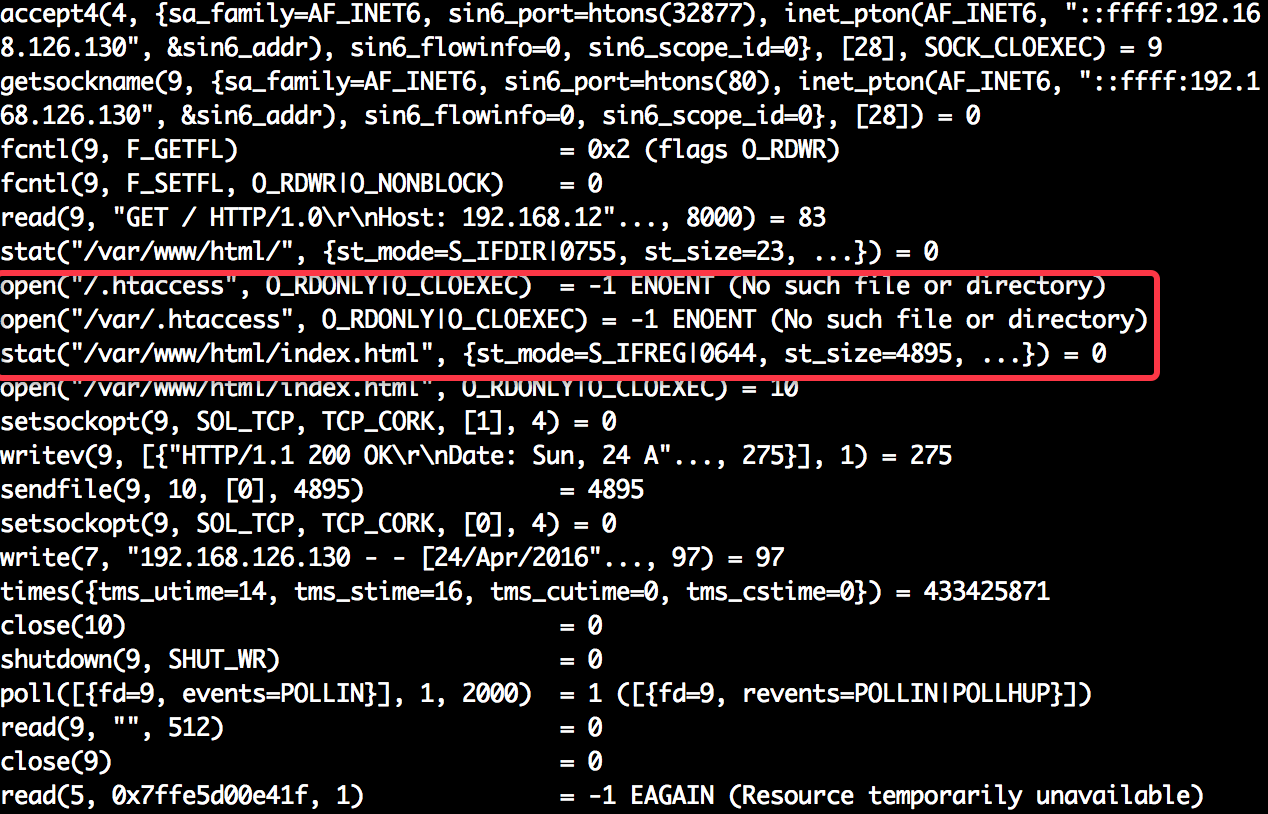 accept4(4, {sa_family=AF_INET6, sin6_port=htons(32877), inet_pton(AF_INET6, "::ffff:192.16
8.126.130", &sin6_addr), sin6_flowinfo=0, sin6_scope_id=0}, [28], SOCK_CLOEXEC) = 9
getsockname(9, {sa_family=AF_INET6, sin6_port=htons(80), inet_pton(AF_INET6, "::ffff:192.1
68.126.130", &sin6_addr), sin6_flowinfo=0, sin6_scope_id=0}, [28]) = 0
fcntl(9, F_GETFL)                       = 0x2 (flags O_RDWR)
fcntl(9, F_SETFL, O_RDWR|O_NONBLOCK)    = 0
read(9, "GET / HTTP/1.0\r\nHost: 192.168.12"..., 8000) = 83
stat("/var/www/html/", {st_mode=S_IFDIR|0755, st_size=23, ...}) = 0
open("/.htaccess", O_RDONLY|O_CLOEXEC)  = -1 ENOENT (No such file or directory)
open("/var/.htaccess", O_RDONLY|O_CLOEXEC) = -1 ENOENT (No such file or directory)
stat("/var/www/html/index.html", {st_mode=S_IFREG|0644, st_size=4895, ...}) = 0
open("/var/www/html/index.html", O_RDONLY|O_CLOEXEC) = 10
setsockopt(9, SOL_TCP, TCP_CORK, [1], 4) = 0
writev(9, [{"HTTP/1.1 200 OK\r\nDate: Sun, 24 A"..., 275}], 1) = 275
sendfile(9, 10, [0], 4895)              = 4895
setsockopt(9, SOL_TCP, TCP_CORK, [0], 4) = 0
write(7, "192.168.126.130 - - [24/Apr/2016"..., 97) = 97
times({tms_utime=14, tms_stime=16, tms_cutime=0, tms_cstime=0}) = 433425871
close(10)                               = 0
shutdown(9, SHUT_WR)                    = 0
poll([{fd=9, events=POLLIN}], 1, 2000)  = 1 ([{fd=9, revents=POLLIN|POLLHUP}])
read(9, "", 512)                        = 0
close(9)                                = 0
read(5, 0x7ffe5d00e41f, 1)              = -1 EAGAIN (Resource temporarily unavailable)